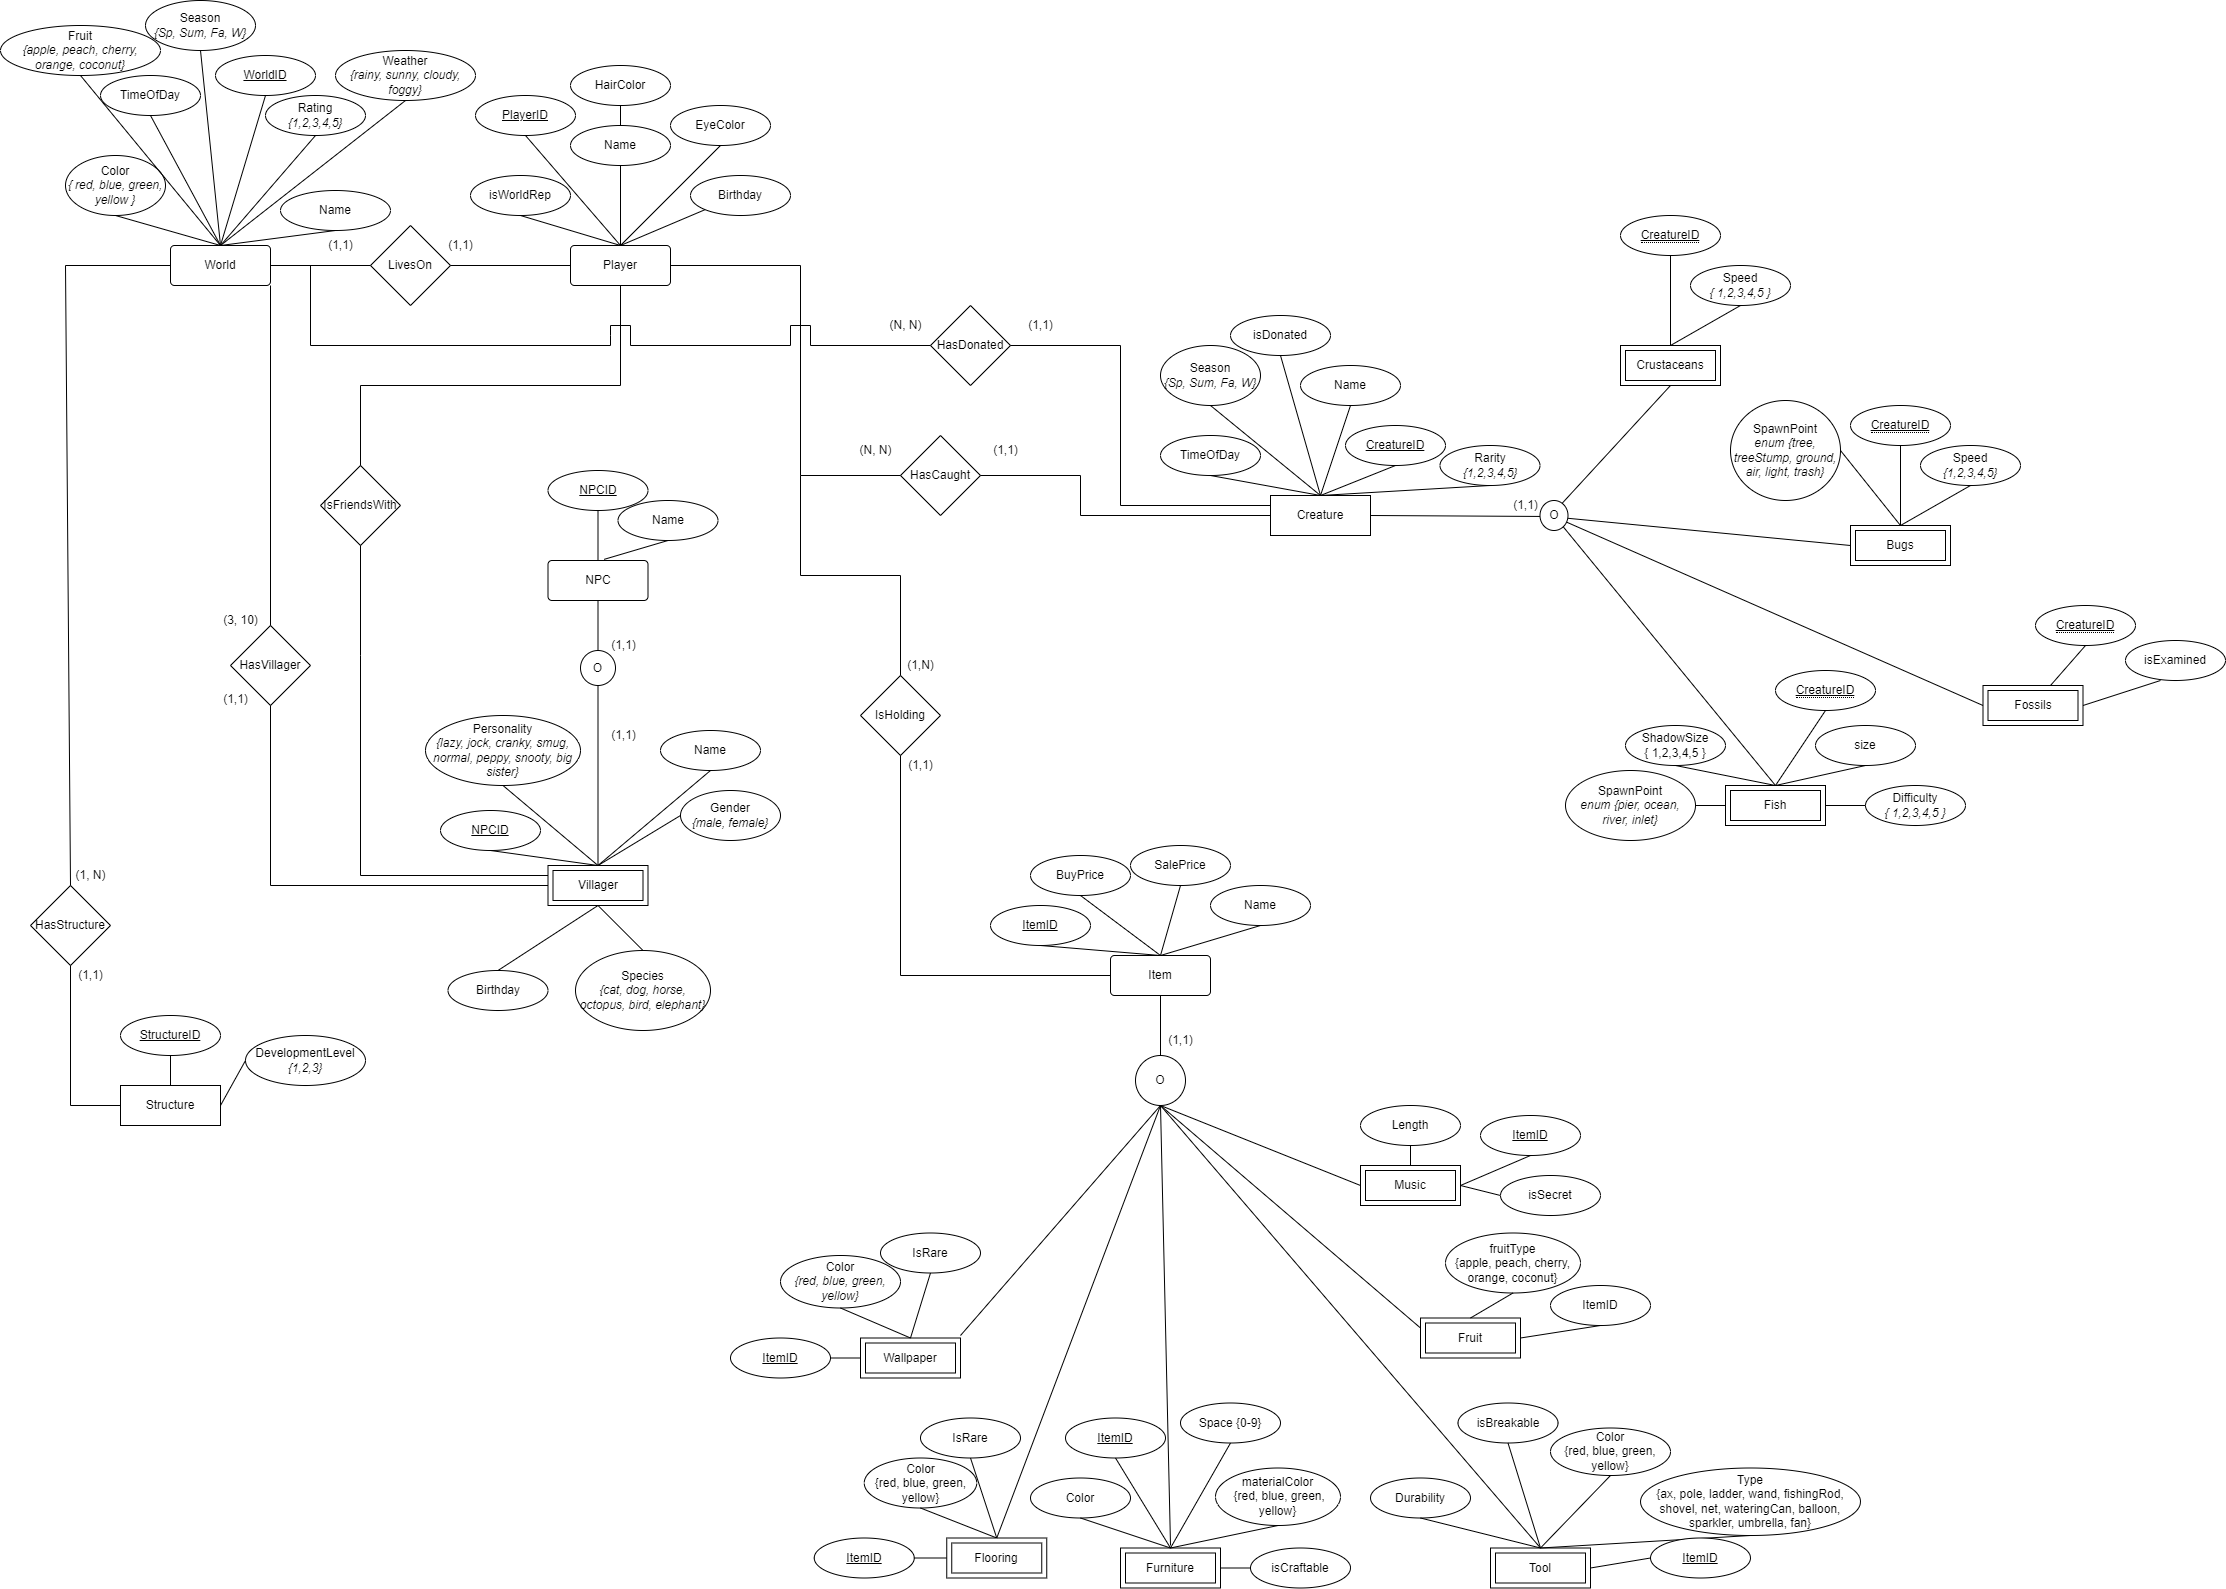 Season
{Sp, Sum, Fa, W}
Fruit
{apple, peach, cherry,
orange, coconut}
TimeOfDay
WorldID
Weather
{rainy, sunny, cloudy,
foggy}
Rating
{1,2,3,4,5}
Color
{ red, blue, green,
yellow }
Name
World
(1,1)
LivesOn
(1,1)
HairColor
PlayerID
Name
EyeColor
isWorldRep
Birthday
Player
(N, N)
HasDonated
(1,1)
(N, N)
HasCaught
(1,1)
isDonated
Season
{Sp, Sum, Fa, W}
Name
TimeOfDay
CreatureID
Rarity
{1,2,3,4,5}
Creature
(1,1)
O
CreatureID
Speed
{ 1,2,3,4,5 }
Crustaceans
SpawnPoint
enum {tree,
treeStump, ground,
air, light, trash}
CreatureID
Speed
{1,2,3,4,5}
Bugs
CreatureID
isExamined
Fossils
CreatureID
ShadowSize
{ 1,2,3,4,5 }
size
SpawnPoint
enum {pier, ocean,
river, inlet}
Fish
Difficulty
{ 1,2,3,4,5 }
IsFriendsWith
NPCID
Name
NPC
(1,1)
O
(1,1)
(3, 10)
HasVillager
(1,1)
Personality
{lazy, jock, cranky, smug,
normal, peppy, snooty, big
sister}
Name
NPCID
Gender
{male, female}
Villager
Birthday
Species
{cat, dog, horse,
octopus, bird, elephant}
(1, N)
HasStructure
(1,1)
StructureID
DevelopmentLevel
{1,2,3}
Structure
(1,N)
IsHolding
(1,1)
BuyPrice
SalePrice
ItemID
Name
Item
(1,1)
O
Length
ItemID
Music
isSecret
fruitType
{apple, peach, cherry,
orange, coconut}
ItemID
Fruit
IsRare
Color
{red, blue, green,
yellow}
ItemID
Wallpaper
IsRare
Color
{red, blue, green,
yellow}
ItemID
Flooring
ItemID
Space {0-9}
Color
materialColor
{red, blue, green,
yellow}
Furniture
isCraftable
isBreakable
Color
{red, blue, green,
yellow}
Durability
Type
{ax, pole, ladder, wand, fishingRod,
shovel, net, wateringCan, balloon,
sparkler, umbrella, fan}
Tool
ItemID